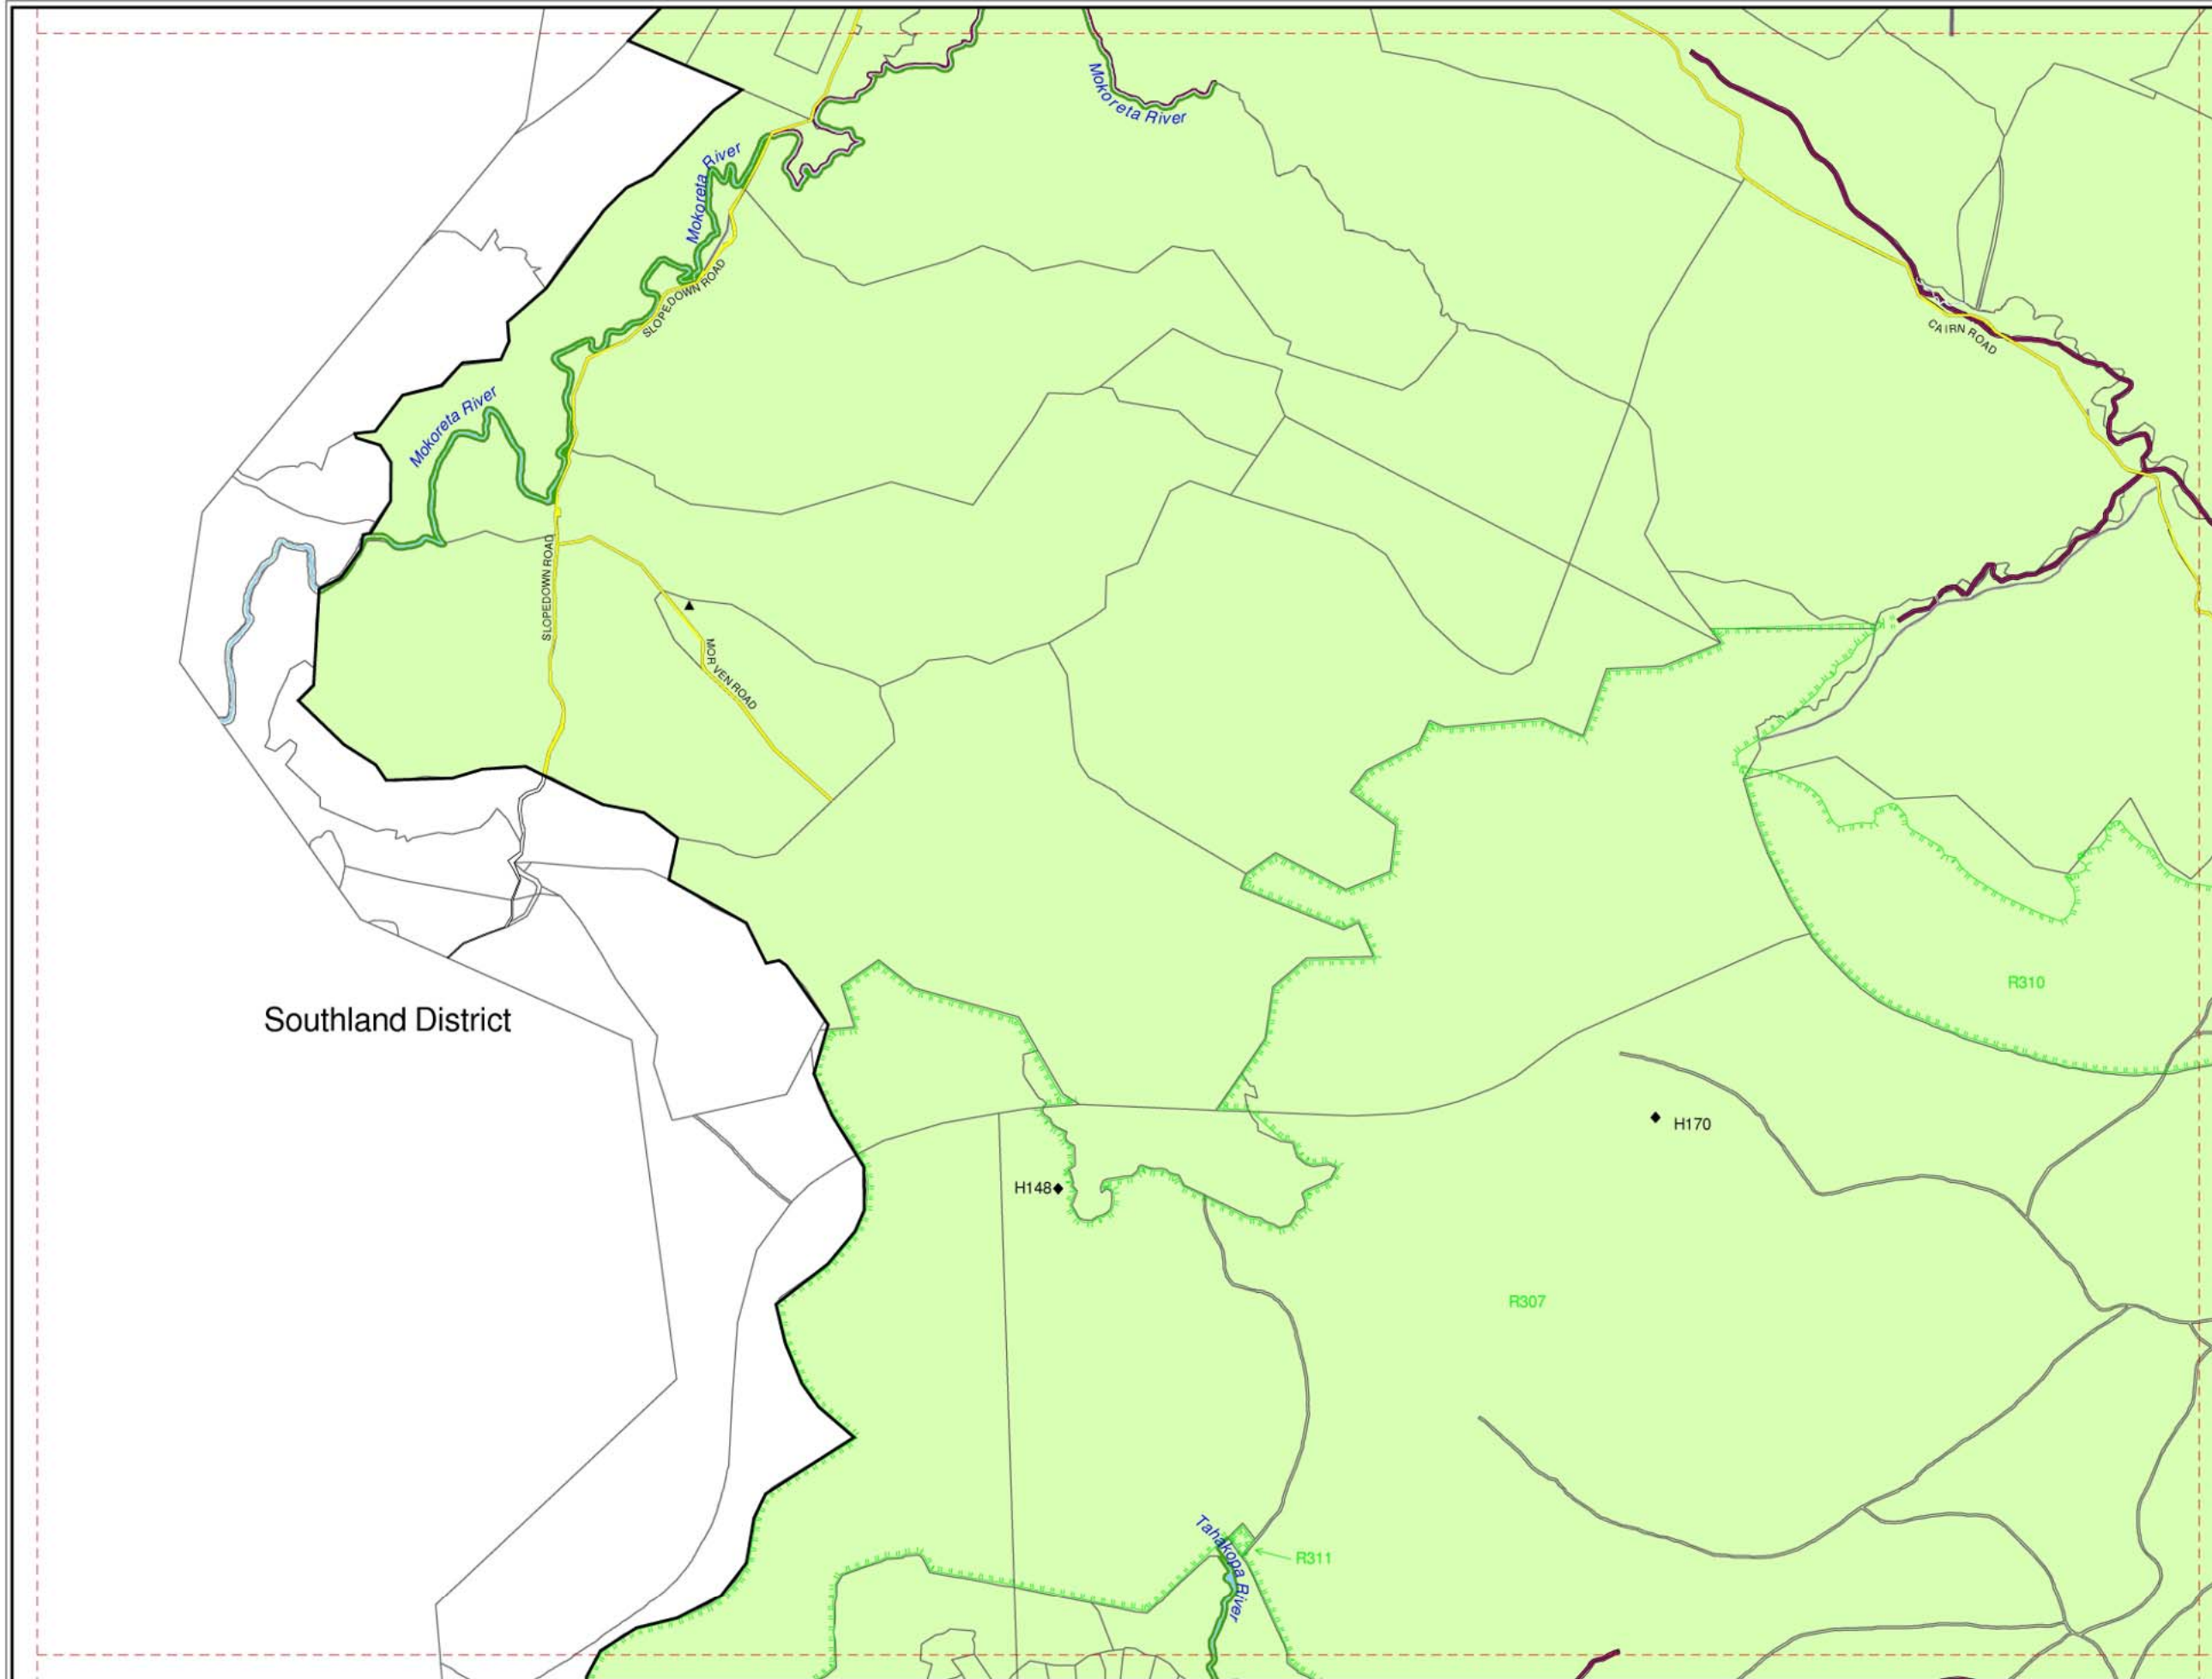 Mokoreta River
Mokoreta River
SLOPEDOWN ROAD
CAIRN ROAD
Mokoreta River
SLOPEDOWN ROAD
MORVEN ROAD
R310
Southland District
H170
H148
R307
Tahakopa River
R311